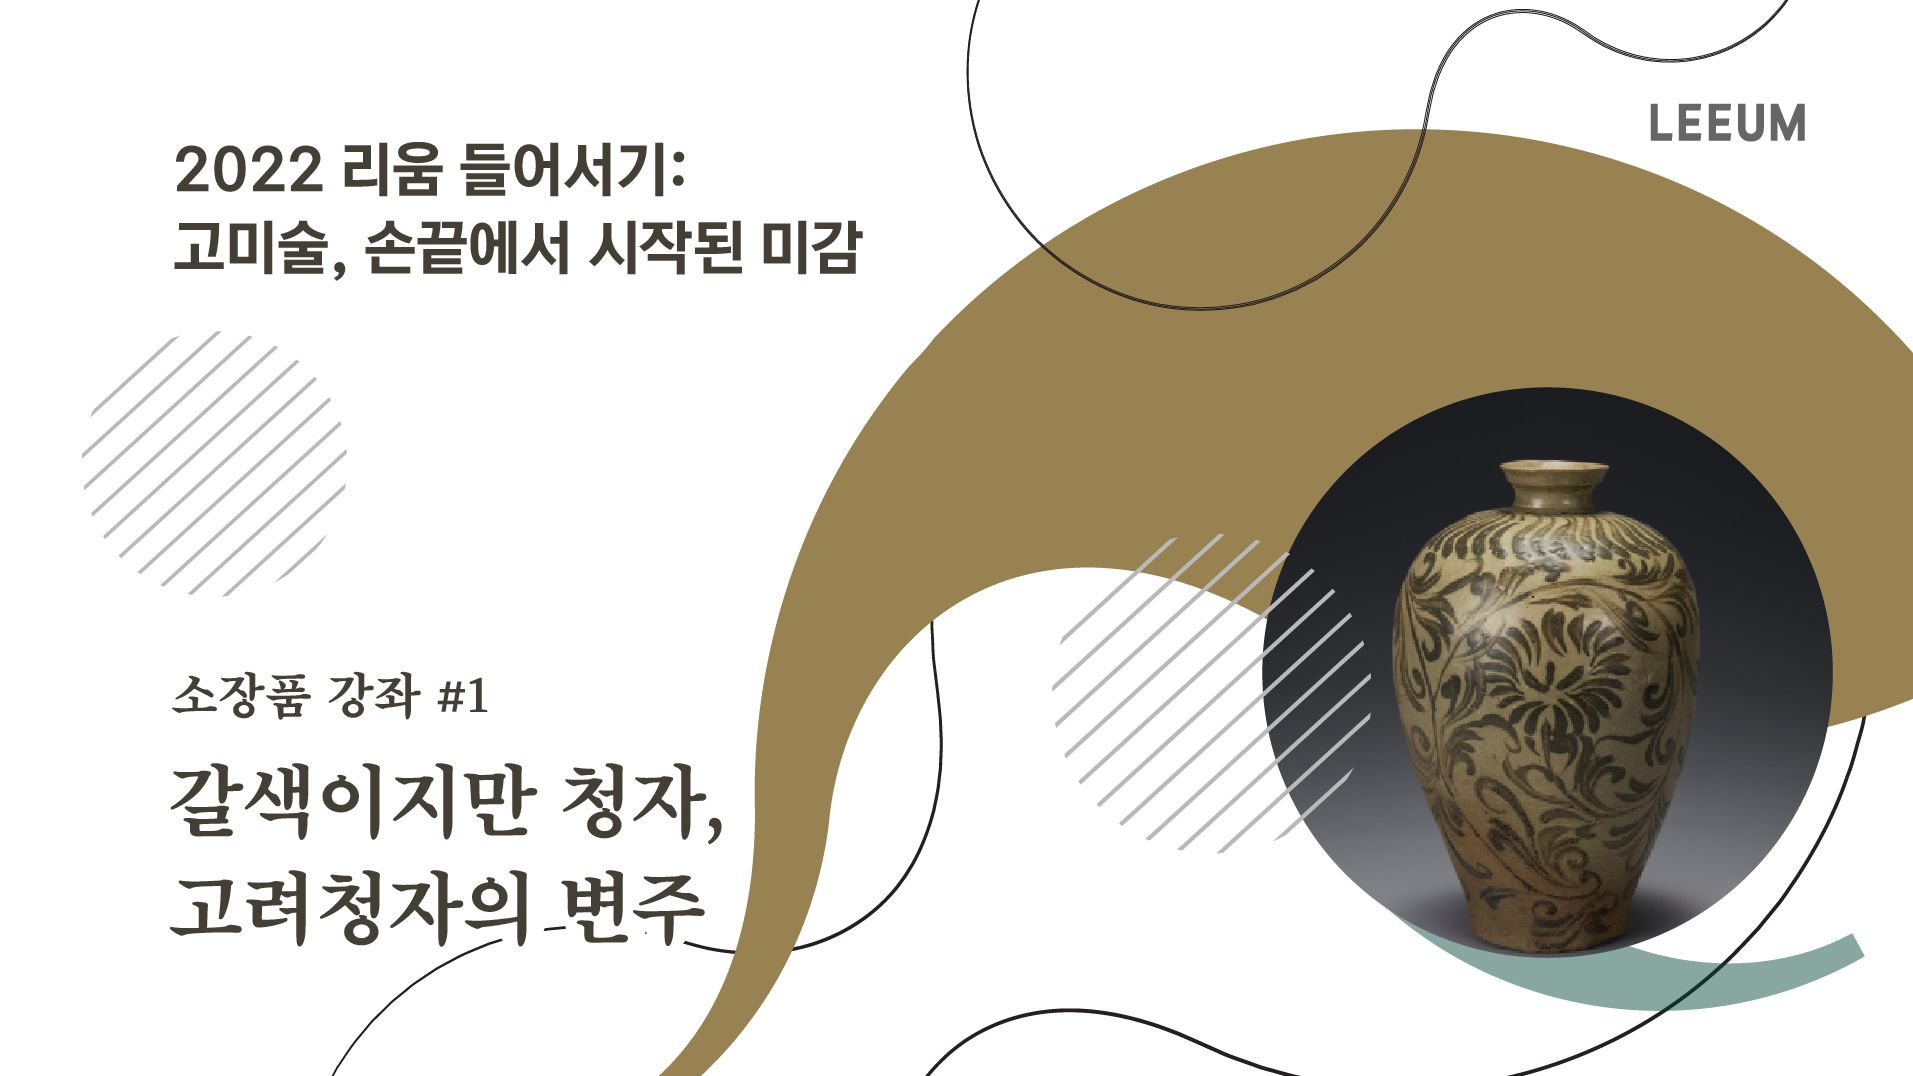 2022 리움 들어서기:
고미술, 손끝에서 시작된 미감
LEEUM
소장품 강좌 #1
갈색이지만 청자,
고려청자의 변주